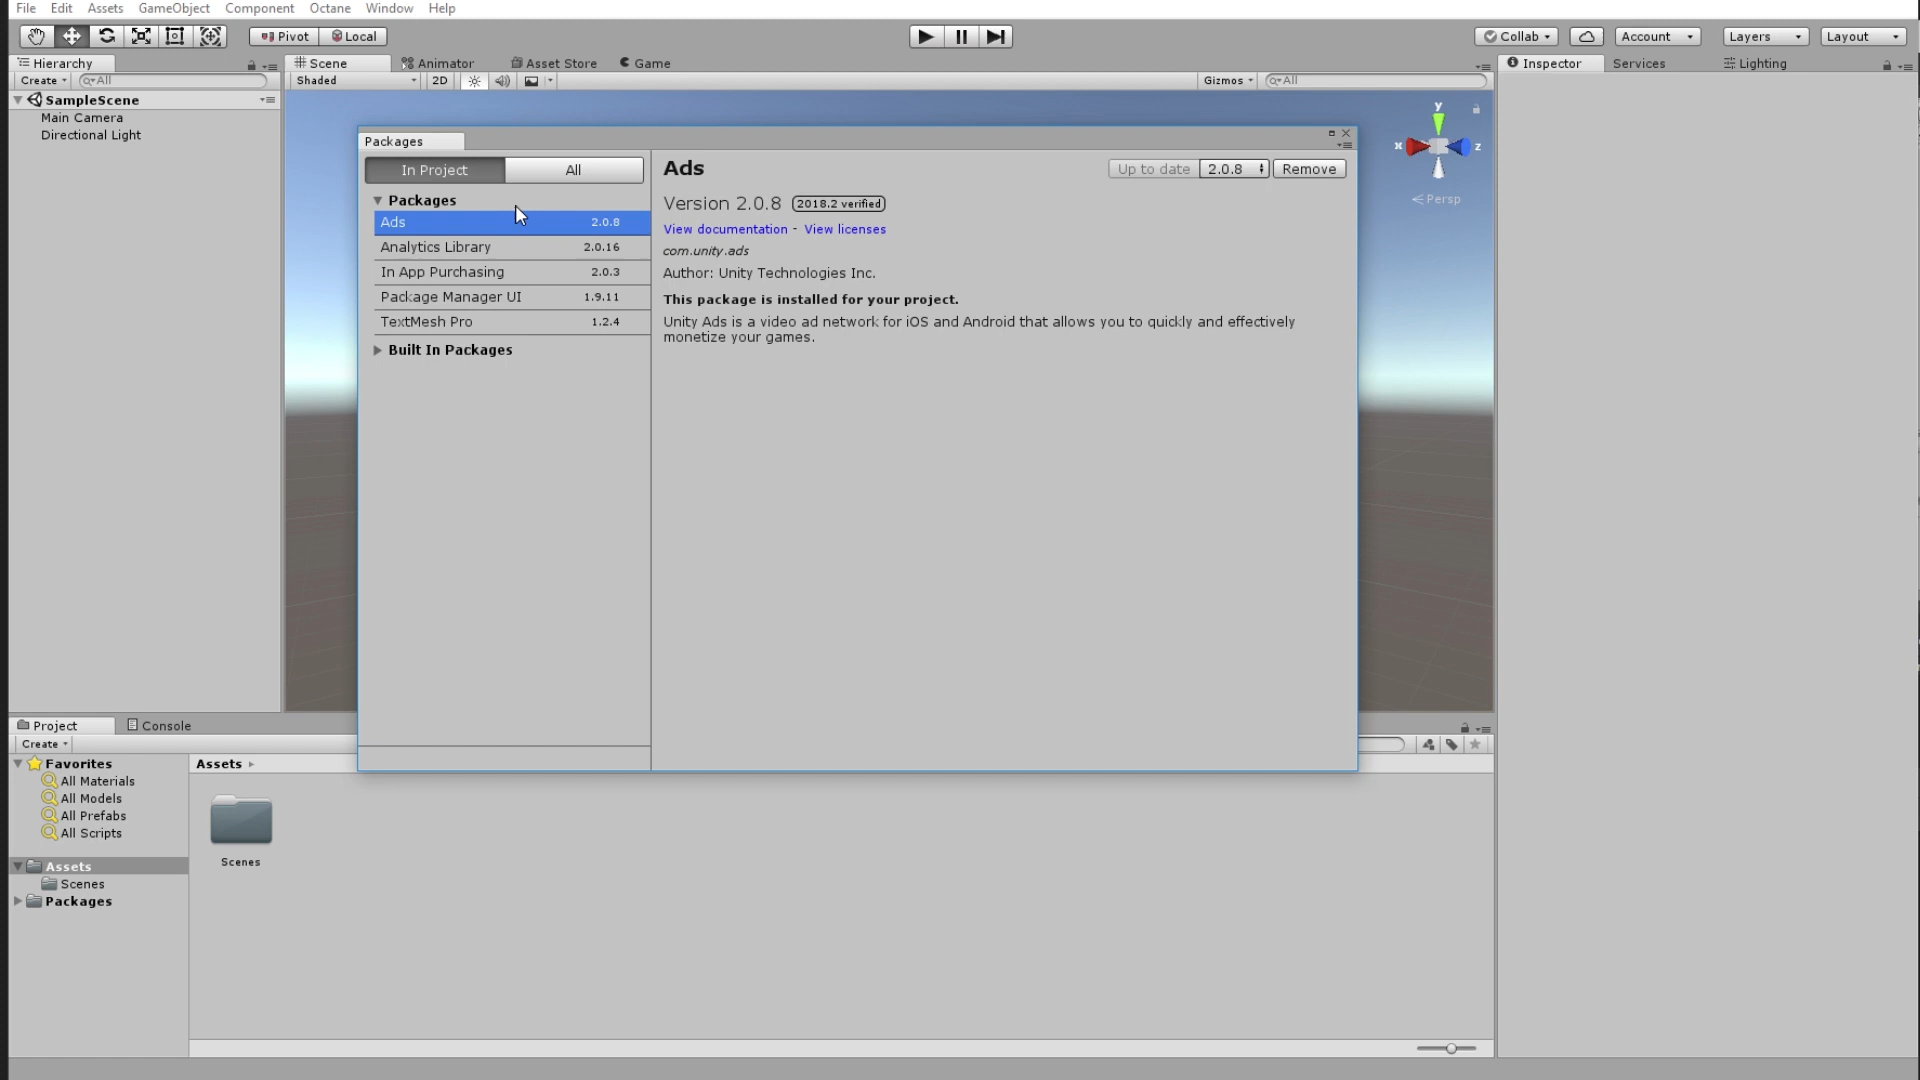 File Edit Assets GameObject Component Octane Window Help
Pivot Local Collab Account Layers Layout
Hierarchy Scene Animator Asset Store Game Inspector Services Lighting
Create All Shaded 2D Gizmos All
SampleScene
Main Camera
Directional Light
y
x z
Persp
Packages
In Project All
Packages
Ads 2.0.8
Analytics Library 2.0.16
In App Purchasing 2.0.3
Package Manager UI 1.9.11
TextMesh Pro 1.2.4
Built In Packages
Ads Up to date 2.0.8 Remove
Version 2.0.8 2018.2 verified
View documentation - View licenses
com.unity.ads
Author: Unity Technologies Inc.
This package is installed for your project.
Unity Ads is a video ad network for iOS and Android that allows you to quickly and effectively
monetize your games.
Project Console
Create
Favorites
All Materials
All Models
All Prefabs
All Scripts
Assets
Scenes
Packages
Assets
Scenes